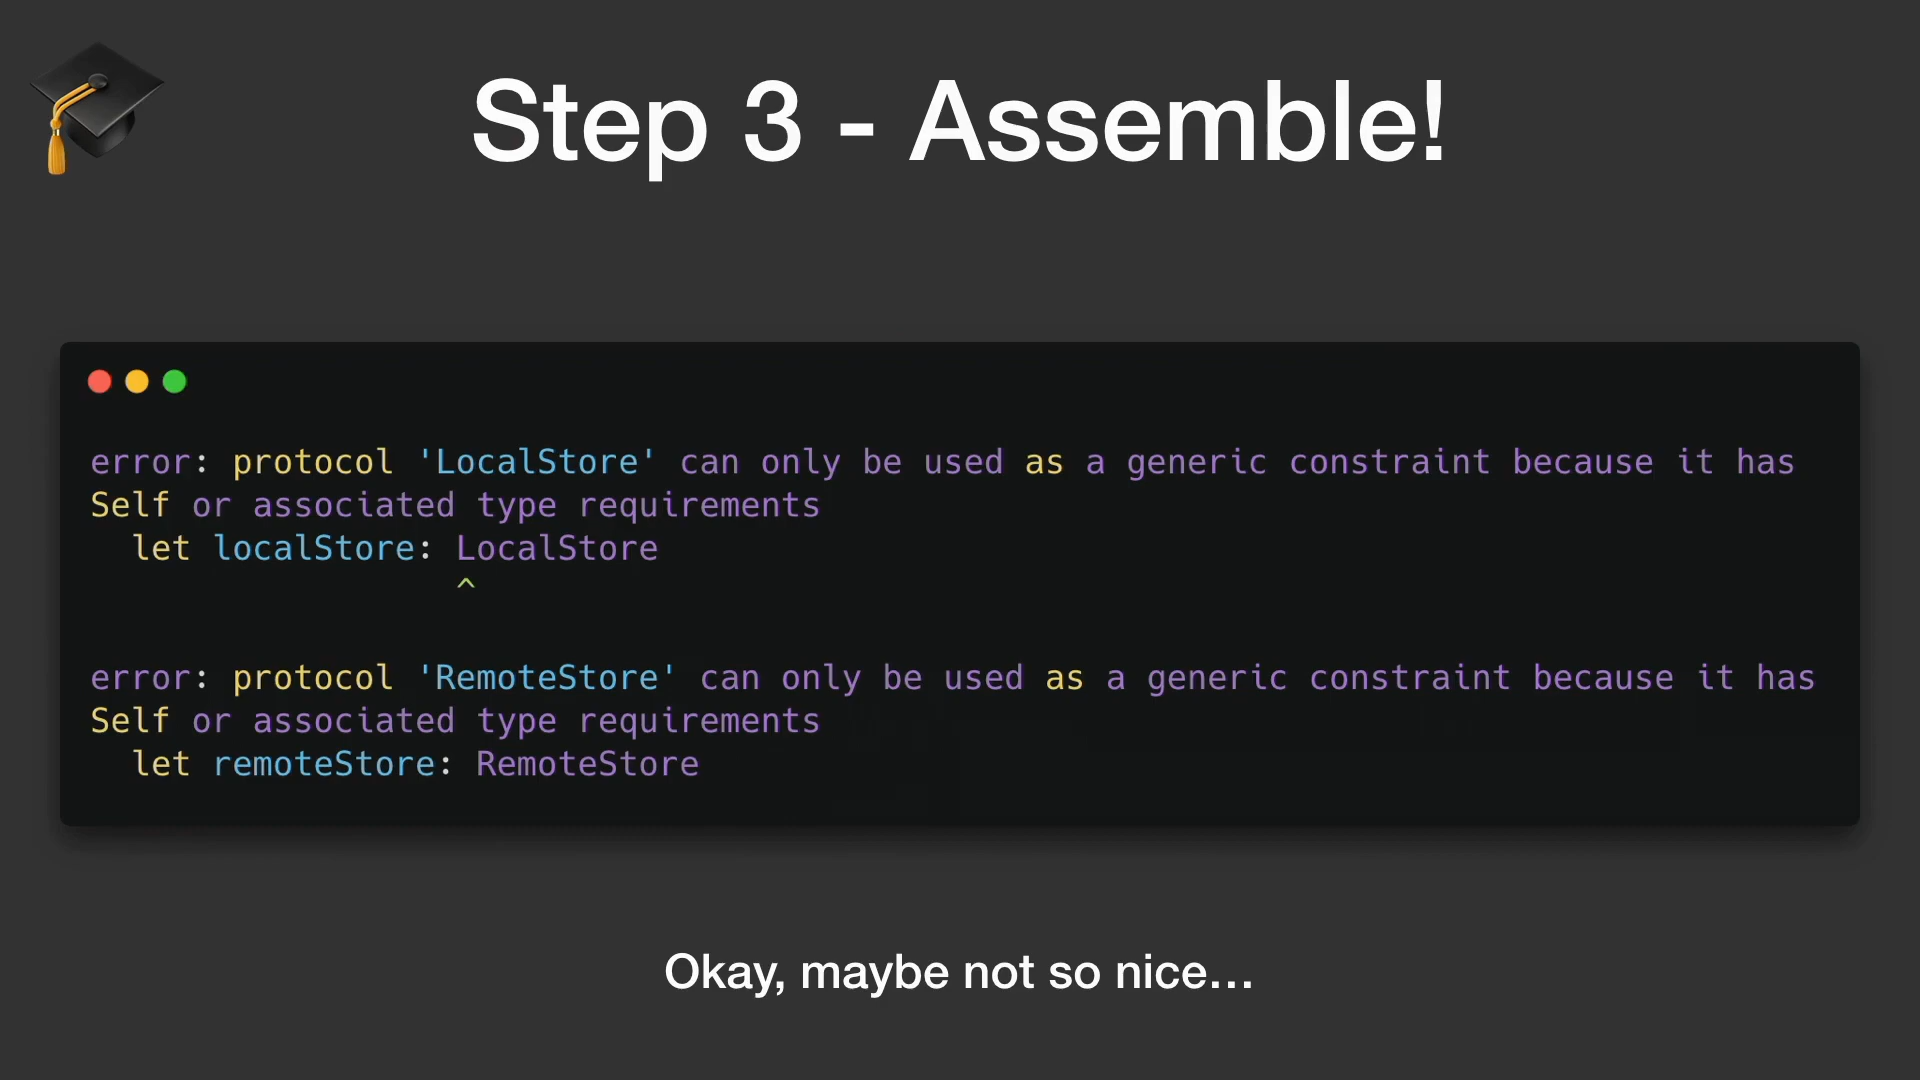 Step 3 - Assemble!
error: protocol 'LocalStore' can only be used as a generic constraint because it has
Self or associated type requirements
  let localStore: LocalStore
                  ^
error: protocol 'RemoteStore' can only be used as a generic constraint because it has
Self or associated type requirements
  let remoteStore: RemoteStore
Okay, maybe not so nice...